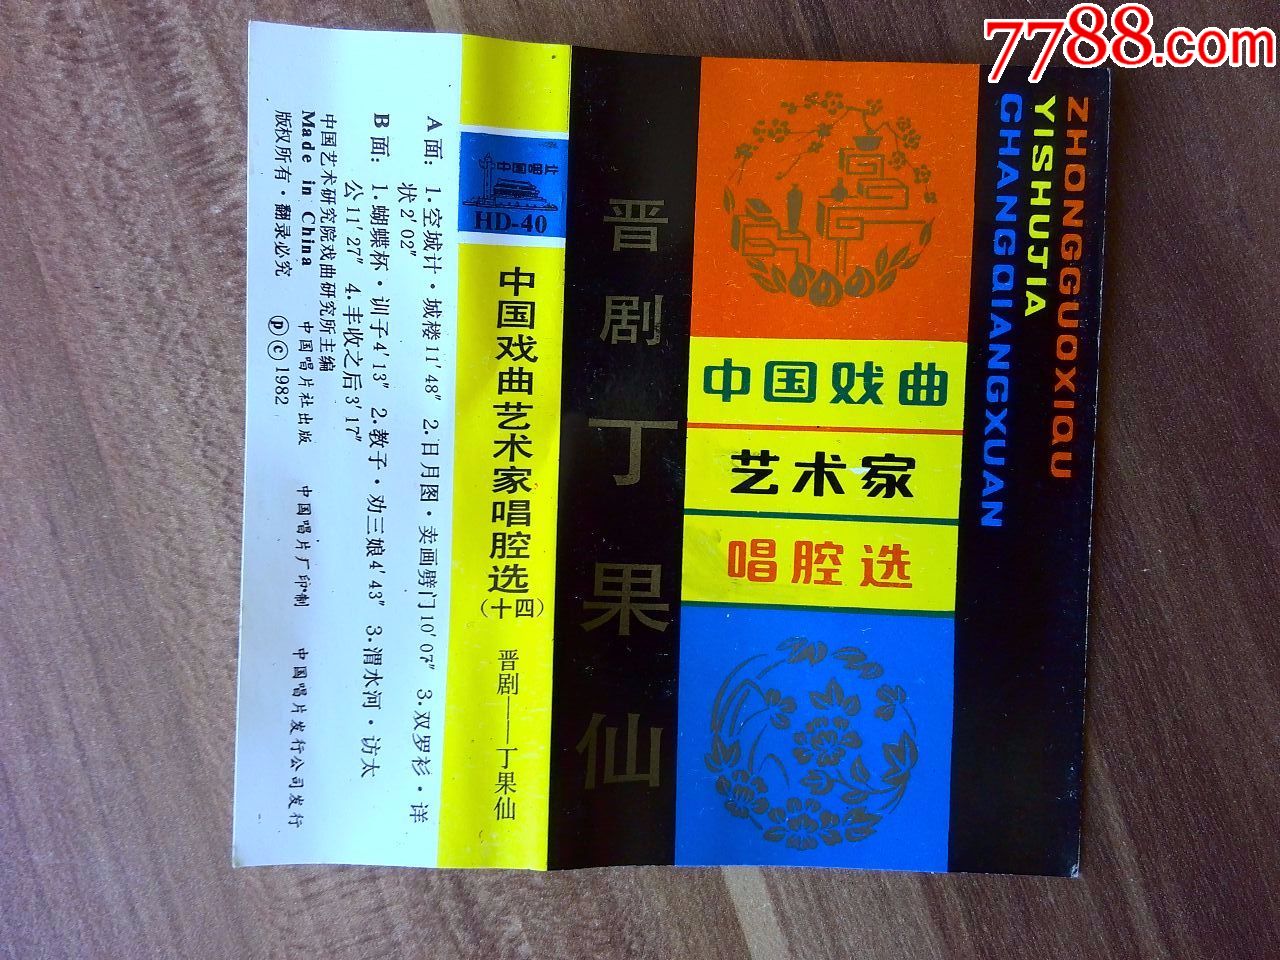 7788.com
ZHONGGUOXIQU
YISHUJIA
CHANGQIANGXUAN
中国戏曲
艺术家
唱腔选
晋剧丁果仙
中国唱片
HD-40
中国戏曲艺术家唱腔选(十四) 晋剧——丁果仙
A面：1.空城计·城楼11′48″ 2.日月图·卖画劈门10′07″ 3.双罗衫·详
状2′02″
B面：1.蝴蝶杯·训子4′13″ 2.教子·劝三娘4′43″ 3.渭水河·访太
公11′27″ 4.丰收之后3′17″
中国艺术研究院戏曲研究所主编
Made in China 中国唱片社出版 中国唱片厂印制 中国唱片发行公司发行
版权所有·翻录必究 ⓟⓒ1982